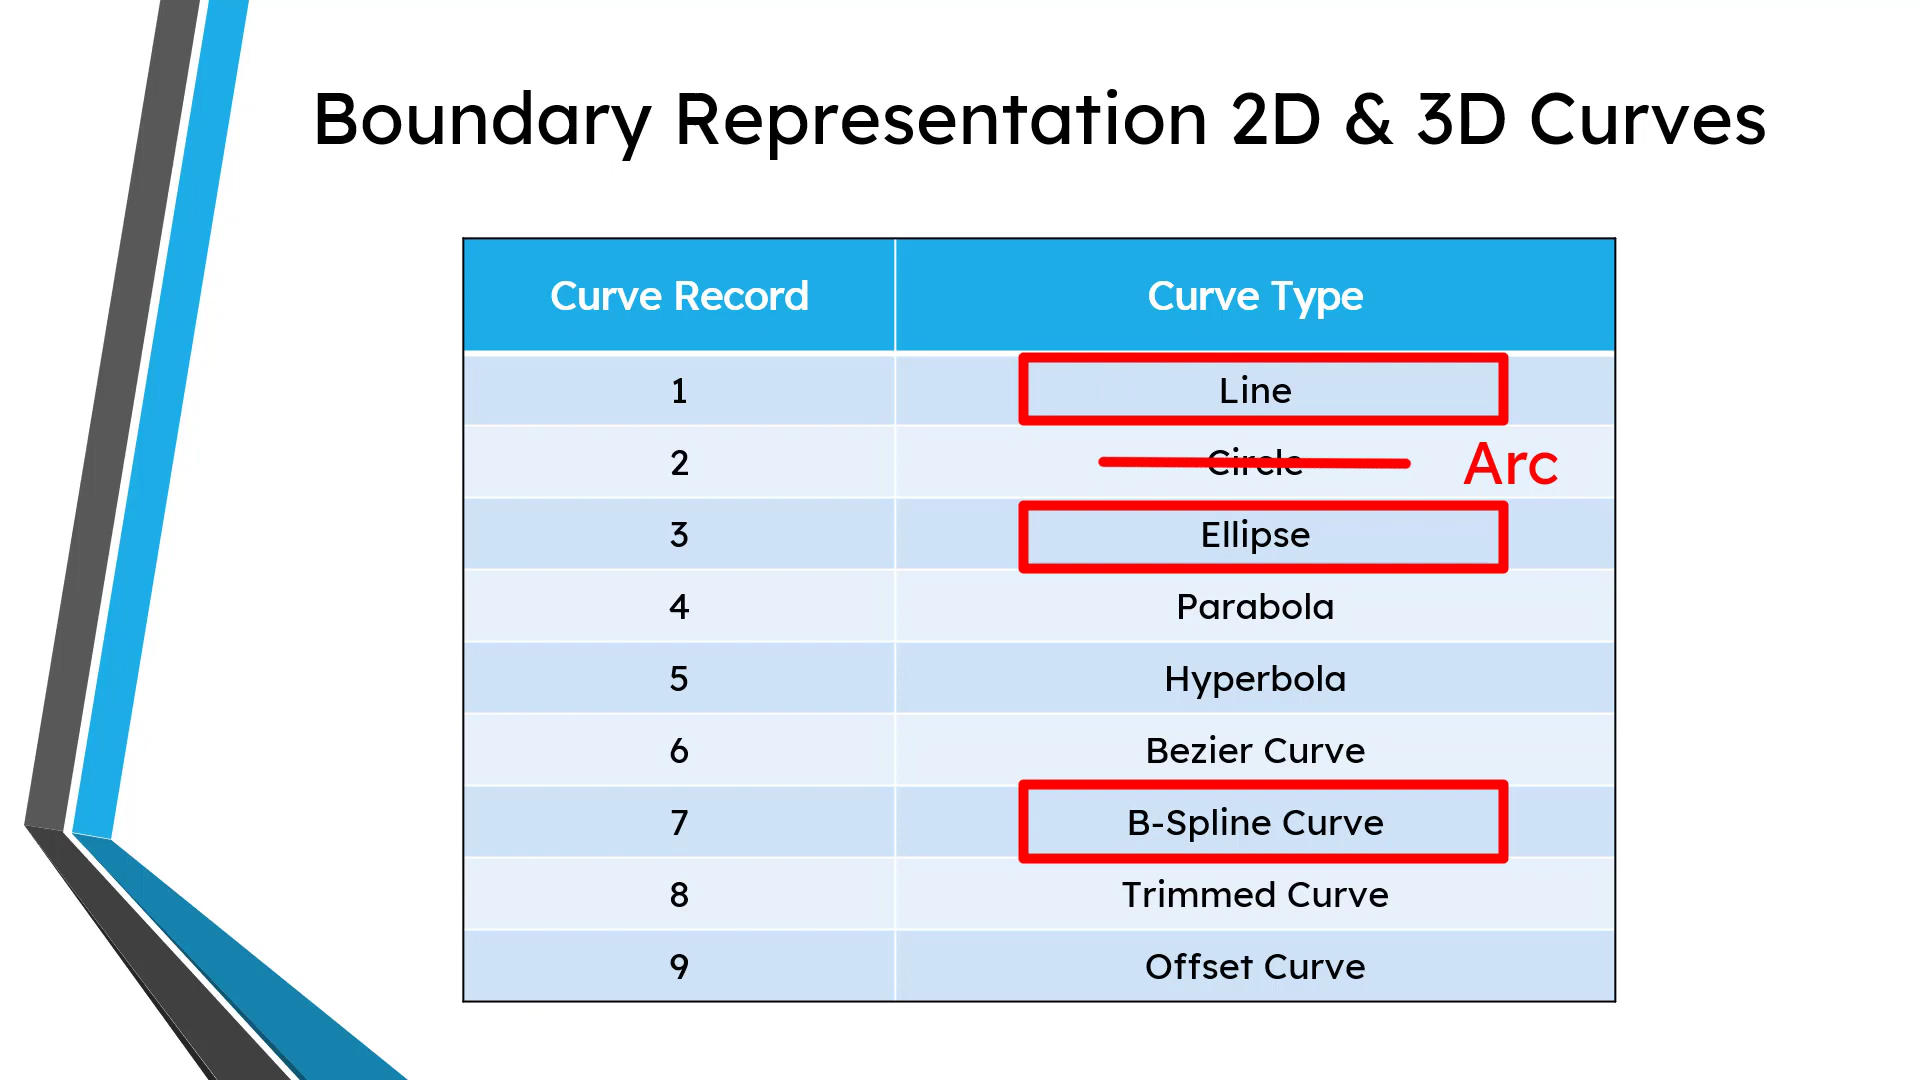 Boundary Representation 2D & 3D Curves
Curve Record Curve Type
1 Line
2 Circle Arc
3 Ellipse
4 Parabola
5 Hyperbola
6 Bezier Curve
7 B-Spline Curve
8 Trimmed Curve
9 Offset Curve